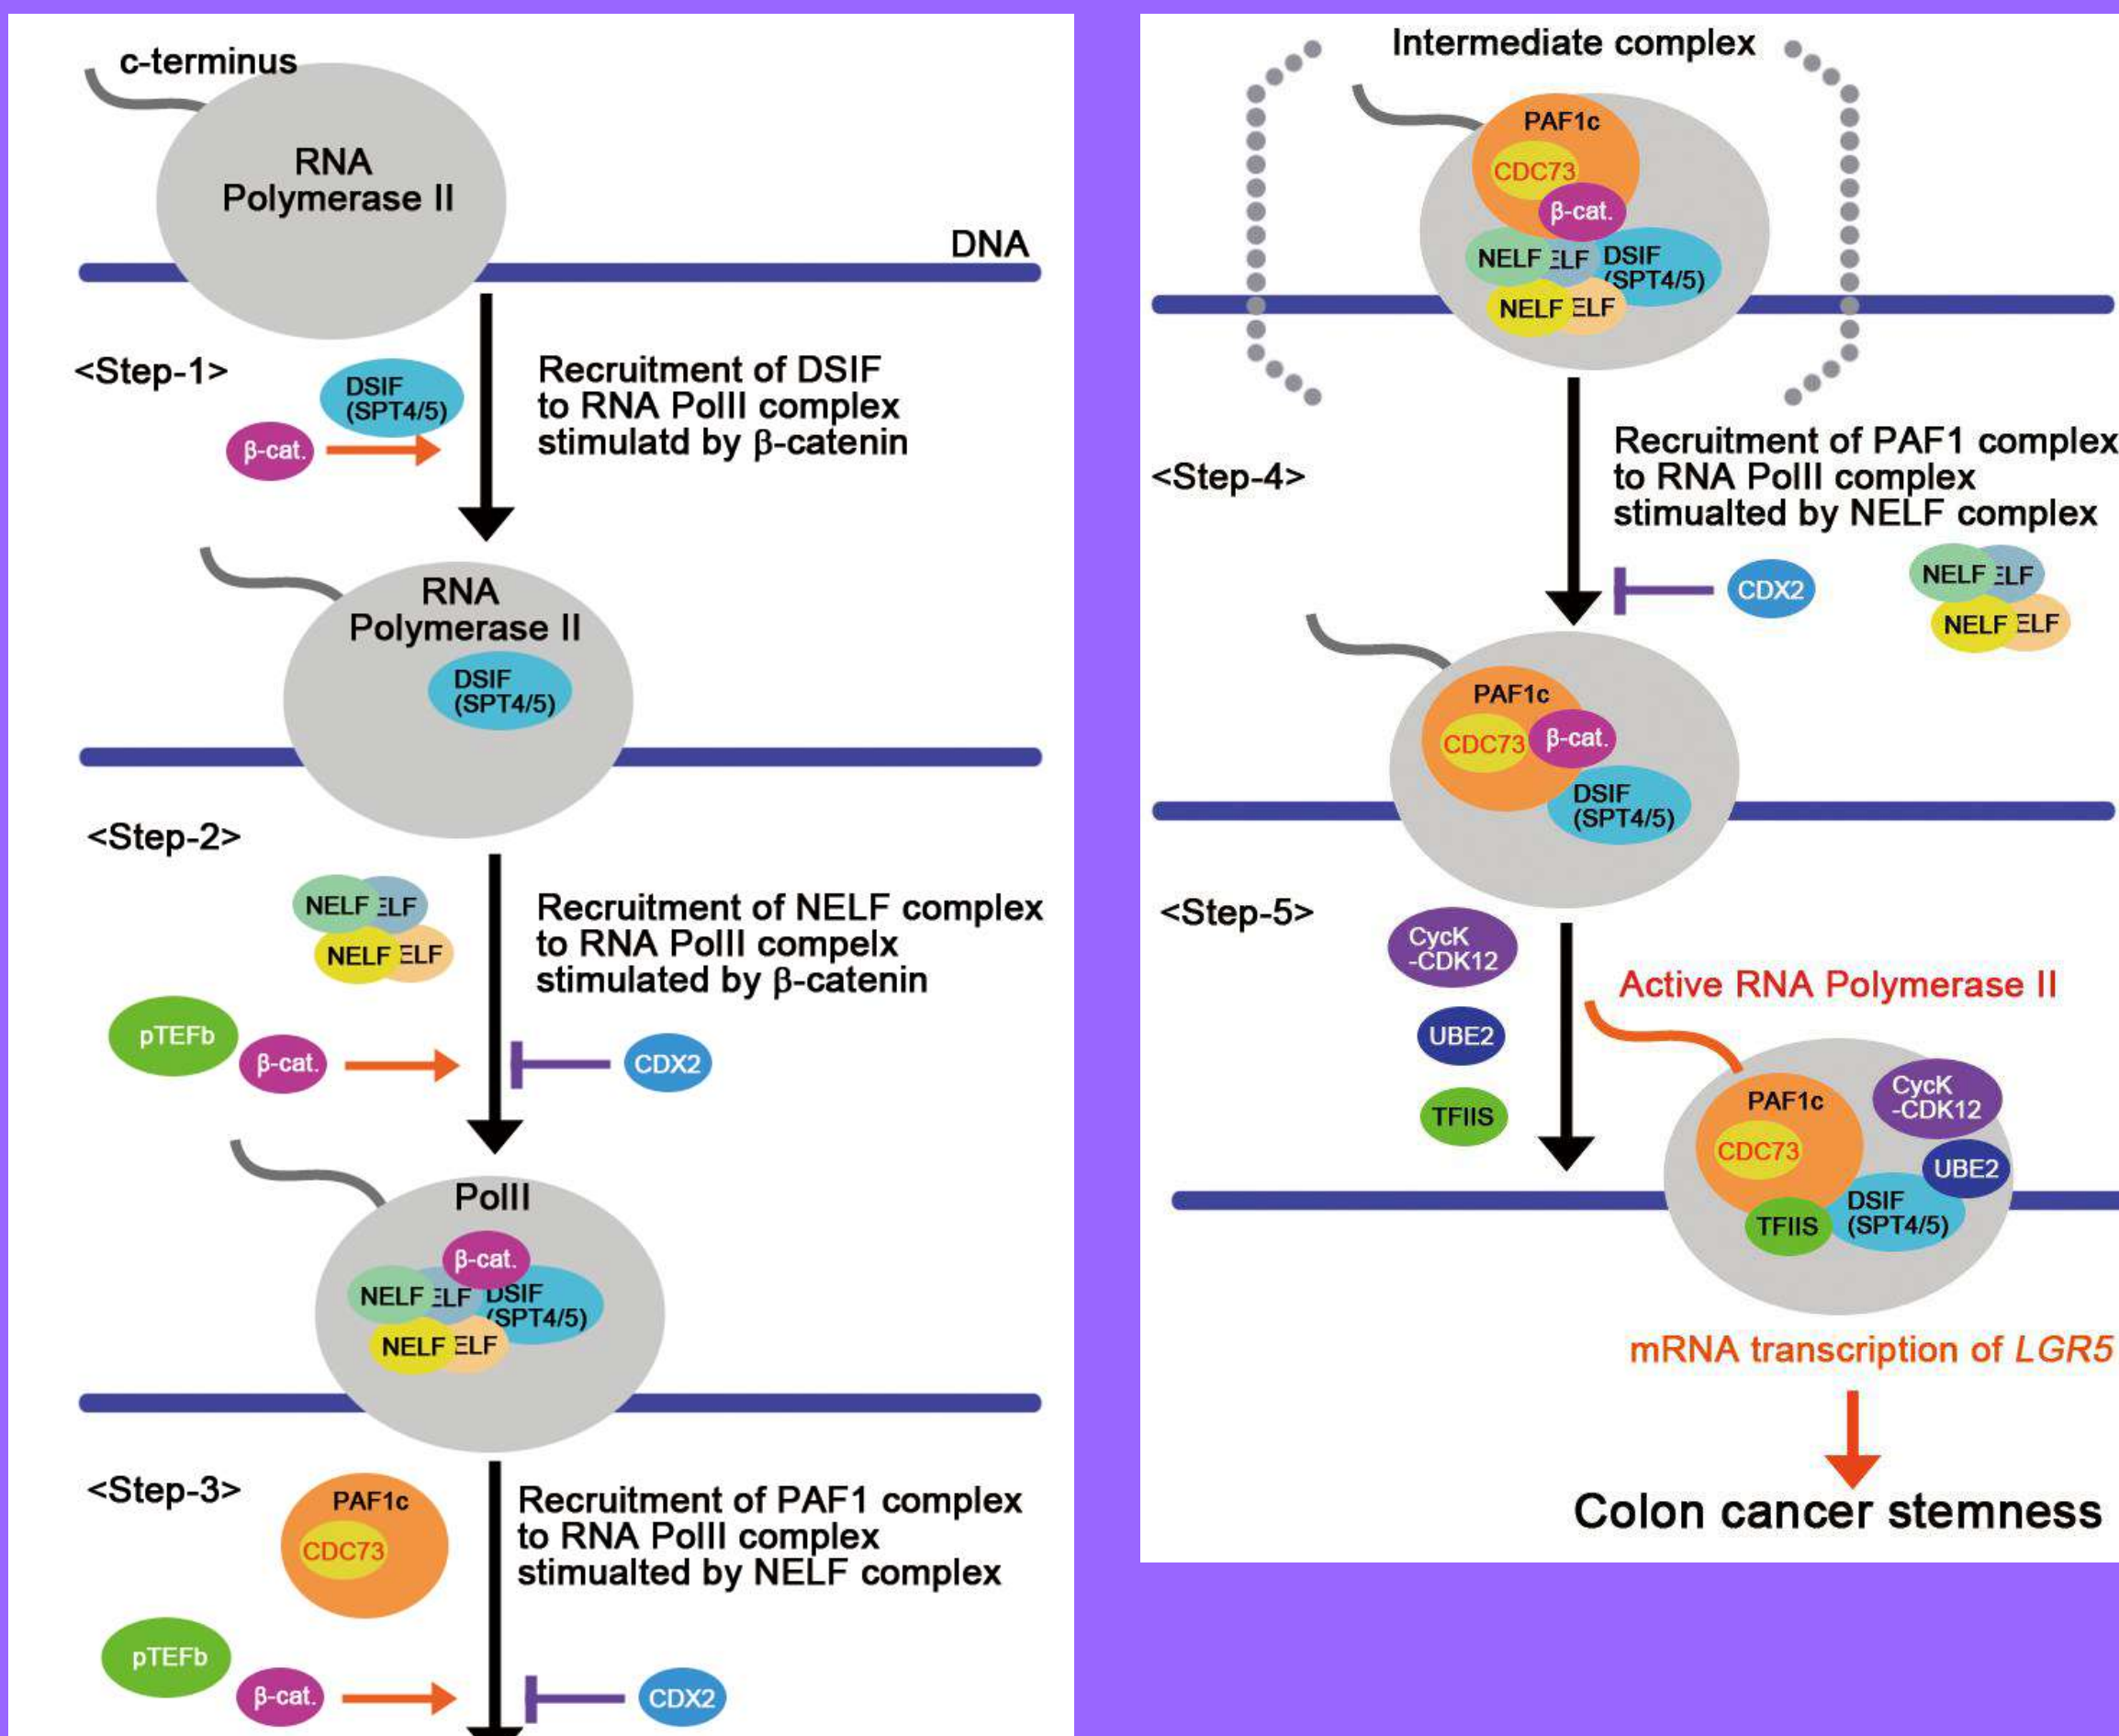 c-terminus
RNA
Polymerase II
DNA
<Step-1>
DSIF
(SPT4/5)
β-cat.
Recruitment of DSIF
to RNA PolII complex
stimulatd by β-catenin
RNA
Polymerase II
DSIF
(SPT4/5)
<Step-2>
NELF ELF
NELF ELF
pTEFb
β-cat.
Recruitment of NELF complex
to RNA PolII compelx
stimulated by β-catenin
CDX2
PolII
β-cat.
NELF ELF DSIF
(SPT4/5)
NELF ELF
<Step-3>
PAF1c
CDC73
Recruitment of PAF1 complex
to RNA PolII complex
stimualted by NELF complex
pTEFb
β-cat.
CDX2
Intermediate complex
PAF1c
CDC73
β-cat.
NELF ELF DSIF
(SPT4/5)
NELF ELF
<Step-4>
Recruitment of PAF1 complex
to RNA PolII complex
stimualted by NELF complex
CDX2
NELF ELF
NELF ELF
PAF1c
CDC73
β-cat.
DSIF
(SPT4/5)
<Step-5>
CycK
-CDK12
UBE2
TFIIS
Active RNA Polymerase II
PAF1c
CDC73
CycK
-CDK12
UBE2
DSIF
(SPT4/5)
TFIIS
mRNA transcription of LGR5
Colon cancer stemness